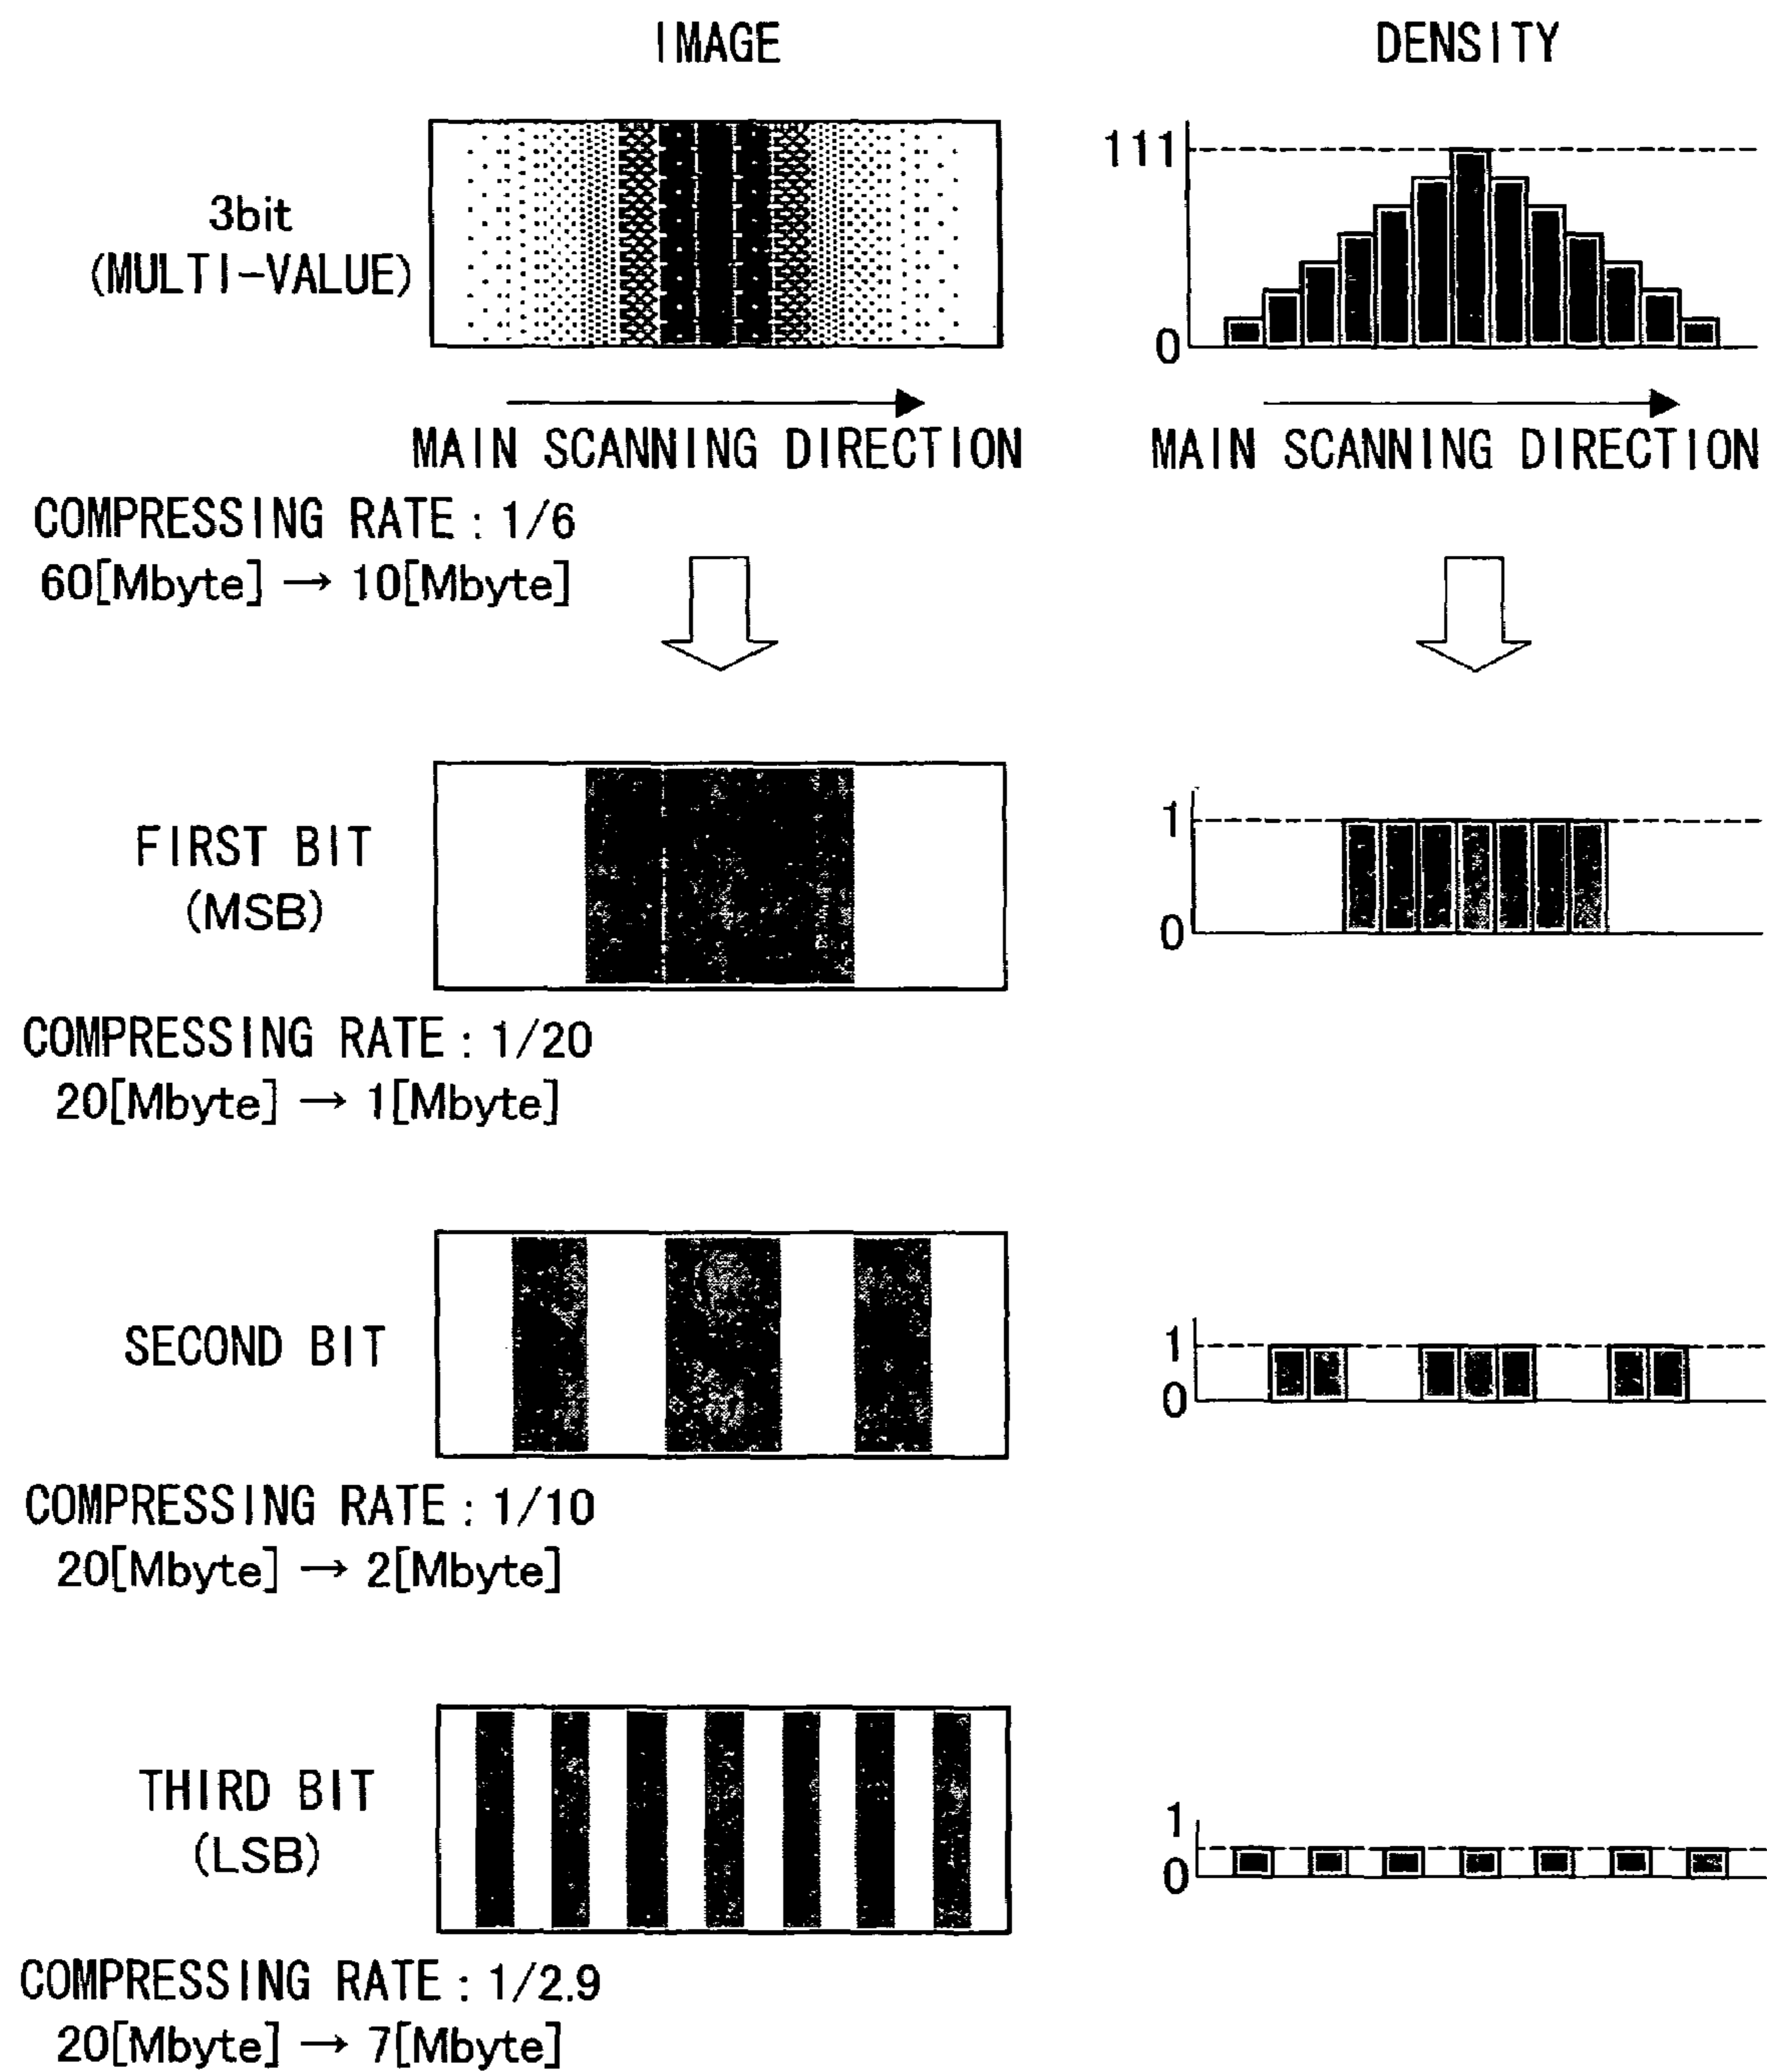 IMAGE
DENSITY
3bit
(MULTI-VALUE)
111
0
MAIN SCANNING DIRECTION
MAIN SCANNING DIRECTION
COMPRESSING RATE : 1/6
60[Mbyte] → 10[Mbyte]
FIRST BIT
(MSB)
1
0
COMPRESSING RATE : 1/20
20[Mbyte] → 1[Mbyte]
SECOND BIT
1
0
COMPRESSING RATE : 1/10
20[Mbyte] → 2[Mbyte]
THIRD BIT
(LSB)
1
0
COMPRESSING RATE : 1/2.9
20[Mbyte] → 7[Mbyte]